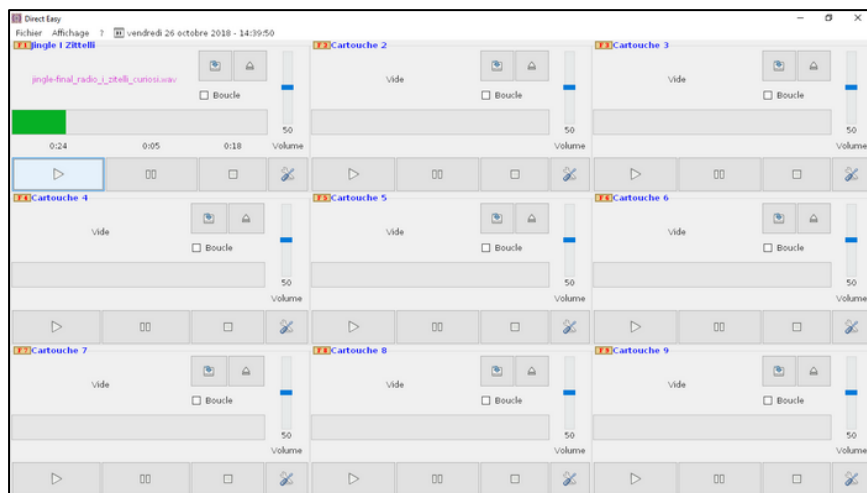 Direct Easy
Fichier Affichage ? vendredi 26 octobre 2018 - 14:39:50
F1 Jingle I Zittelli
jingle-final_radio_i_zitelli_curiosi.wav
Boucle
50
0:24 0:05 0:18 Volume
F2 Cartouche 2
Vide
Boucle
50
Volume
F3 Cartouche 3
Vide
Boucle
50
Volume
F4 Cartouche 4
Vide
Boucle
50
Volume
F5 Cartouche 5
Vide
Boucle
50
Volume
F6 Cartouche 6
Vide
Boucle
50
Volume
F7 Cartouche 7
Vide
Boucle
50
Volume
F8 Cartouche 8
Vide
Boucle
50
Volume
F9 Cartouche 9
Vide
Boucle
50
Volume